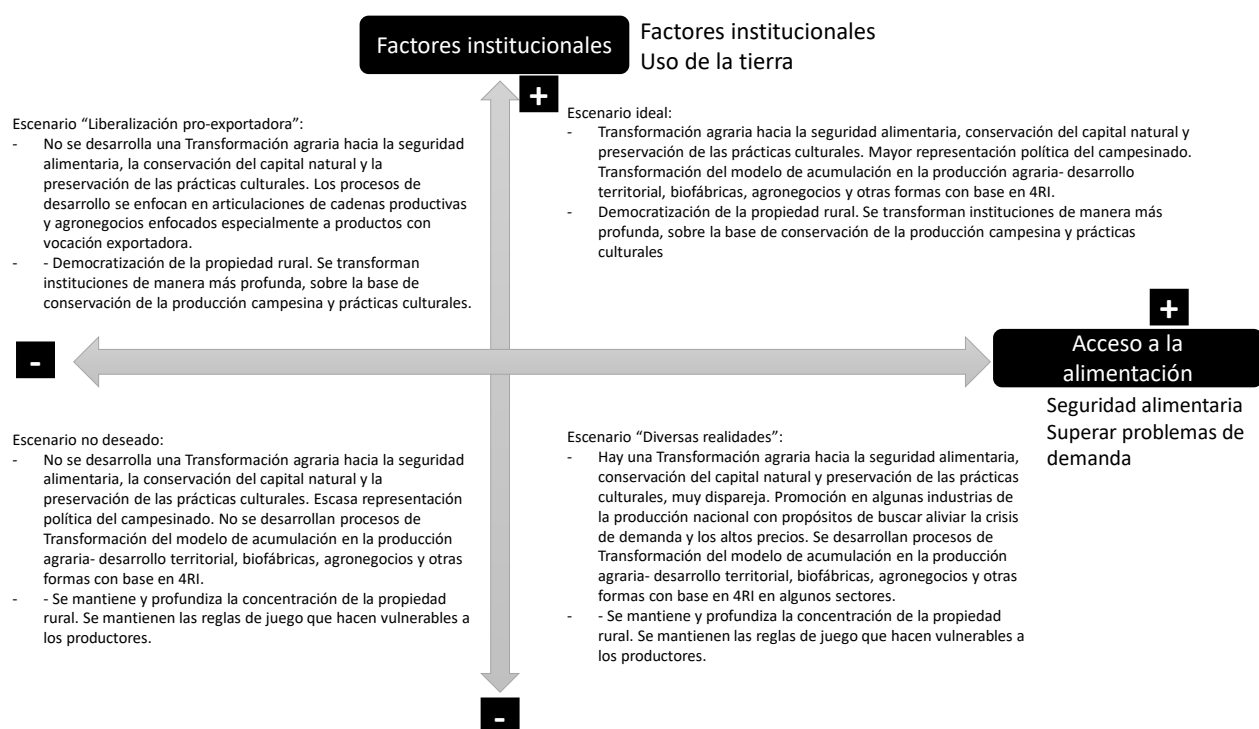 Factores institucionales
Factores institucionales
Uso de la tierra
+
Escenario “Liberalización pro-exportadora”:
- No se desarrolla una Transformación agraria hacia la seguridad
alimentaria, la conservación del capital natural y la
preservación de las prácticas culturales. Los procesos de
desarrollo se enfocan en articulaciones de cadenas productivas
y agronegocios enfocados especialmente a productos con
vocación exportadora.
- - Democratización de la propiedad rural. Se transforman
instituciones de manera más profunda, sobre la base de
conservación de la producción campesina y prácticas culturales.
Escenario ideal:
- Transformación agraria hacia la seguridad alimentaria, conservación del capital natural y
preservación de las prácticas culturales. Mayor representación política del campesinado.
Transformación del modelo de acumulación en la producción agraria- desarrollo
territorial, biofábricas, agronegocios y otras formas con base en 4RI.
- Democratización de la propiedad rural. Se transforman instituciones de manera más
profunda, sobre la base de conservación de la producción campesina y prácticas
culturales
+
-
Acceso a la
alimentación
Seguridad alimentaria
Superar problemas de
demanda
Escenario no deseado:
- No se desarrolla una Transformación agraria hacia la seguridad
alimentaria, la conservación del capital natural y la
preservación de las prácticas culturales. Escasa representación
política del campesinado. No se desarrollan procesos de
Transformación del modelo de acumulación en la producción
agraria- desarrollo territorial, biofábricas, agronegocios y otras
formas con base en 4RI.
- - Se mantiene y profundiza la concentración de la propiedad
rural. Se mantienen las reglas de juego que hacen vulnerables a
los productores.
Escenario “Diversas realidades”:
- Hay una Transformación agraria hacia la seguridad alimentaria,
conservación del capital natural y preservación de las prácticas
culturales, muy dispareja. Promoción en algunas industrias de
la producción nacional con propósitos de buscar aliviar la crisis
de demanda y los altos precios. Se desarrollan procesos de
Transformación del modelo de acumulación en la producción
agraria- desarrollo territorial, biofábricas, agronegocios y otras
formas con base en 4RI en algunos sectores.
- - Se mantiene y profundiza la concentración de la propiedad
rural. Se mantienen las reglas de juego que hacen vulnerables a
los productores.
-